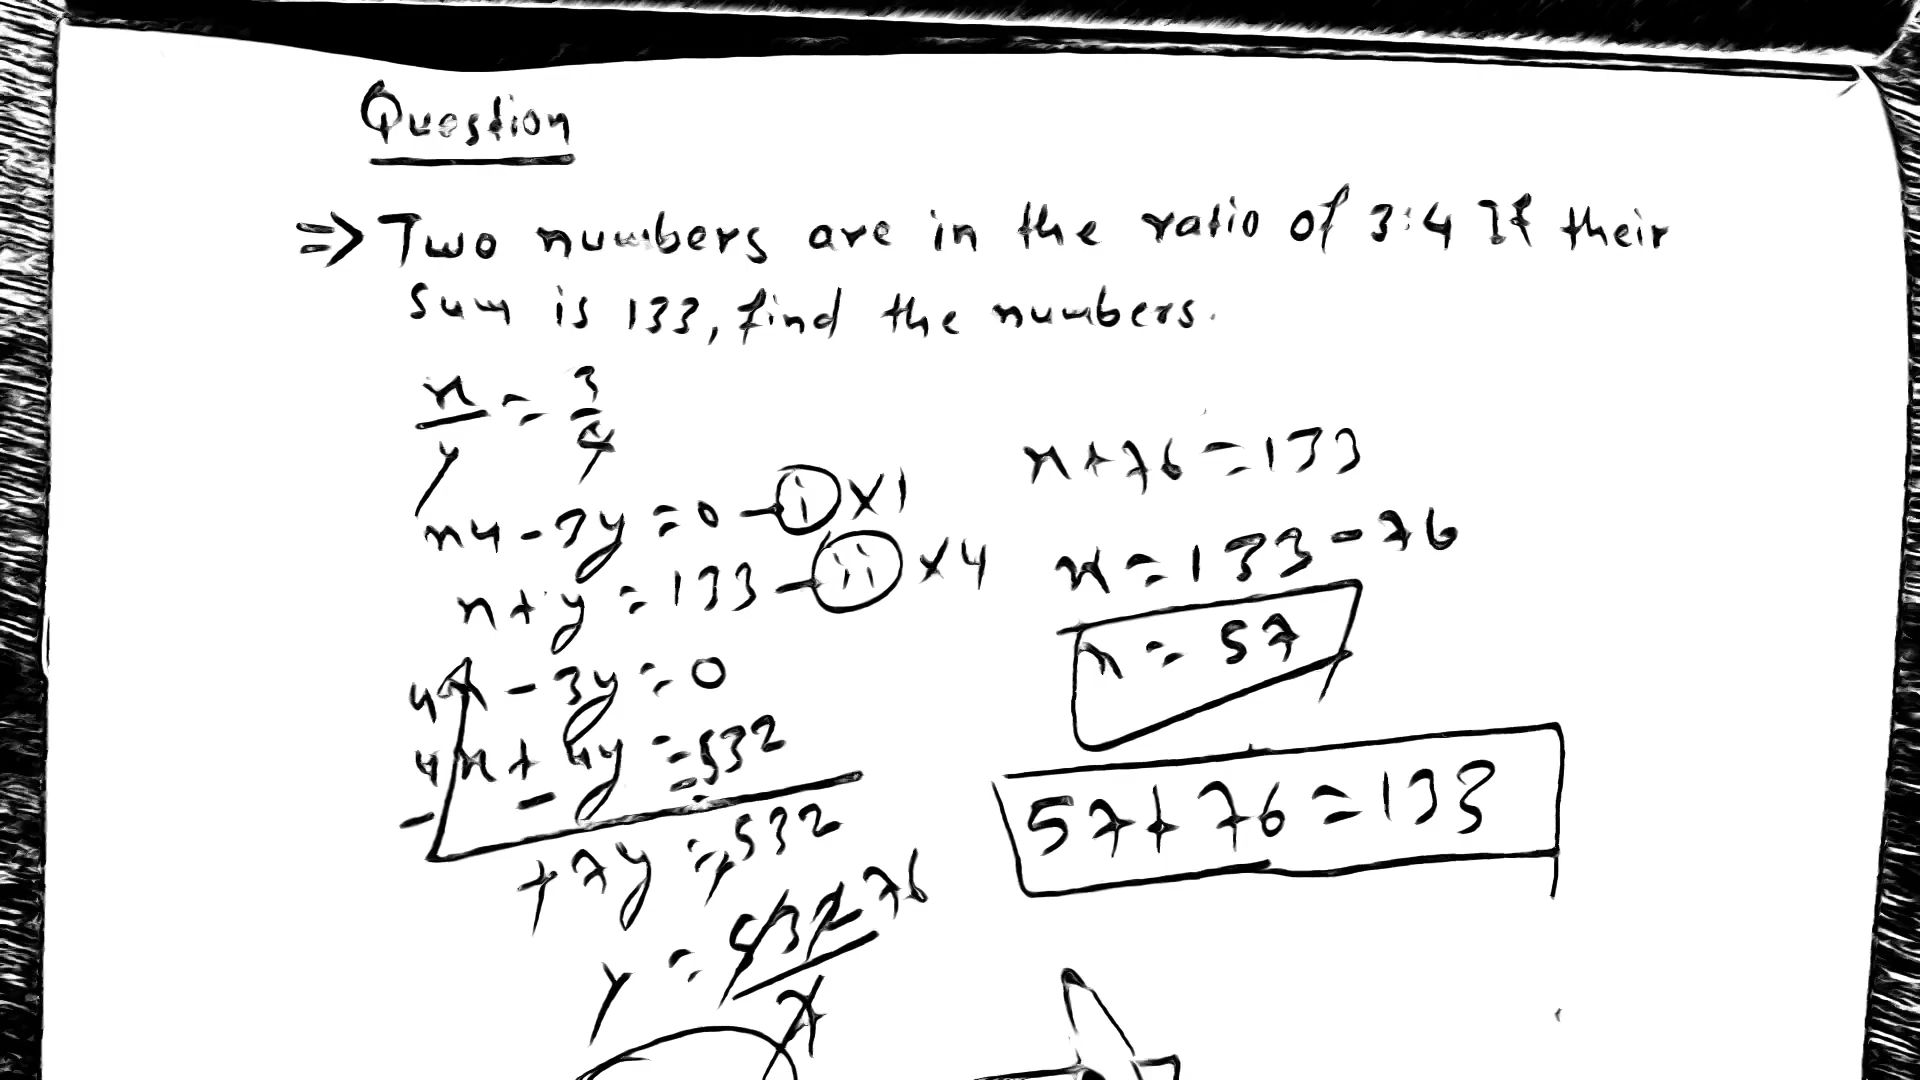 Question
=> Two numbers are in the ratio of 3:4 If their
sum is 133, find the numbers.
x/y = 3/4
x4 - 3y = 0 - (i) x1
x + y = 133 - (ii) x4
4x - 3y = 0
4x + 4y = 532
- - -
+7y = 532
y = 532/7 76
x + 76 = 133
x = 133 - 76
x = 57
57 + 76 = 133